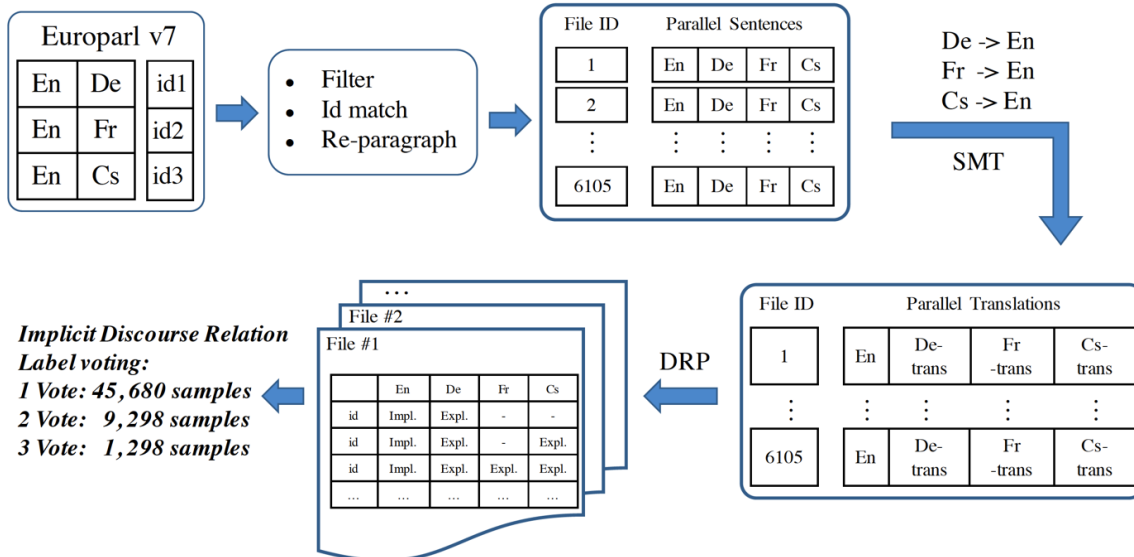 Europarl v7
En De id1
En Fr id2
En Cs id3
• Filter
• Id match
• Re-paragraph
File ID Parallel Sentences
1 En De Fr Cs
2 En De Fr Cs
⋮ ⋮ ⋮ ⋮ ⋮
6105 En De Fr Cs
De -> En
Fr -> En
Cs -> En
SMT
File ID Parallel Translations
1 En De-
trans Fr
-trans Cs-
trans
⋮ ⋮ ⋮ ⋮ ⋮
6105 En De-
trans Fr
-trans Cs-
trans
DRP
...
File #2
File #1
En De Fr Cs
id Impl. Expl. - -
id Impl. Expl. - Expl.
id Impl. Expl. Expl. Expl.
... ... ... ... ...
Implicit Discourse Relation
Label voting:
1 Vote: 45,680 samples
2 Vote: 9,298 samples
3 Vote: 1,298 samples